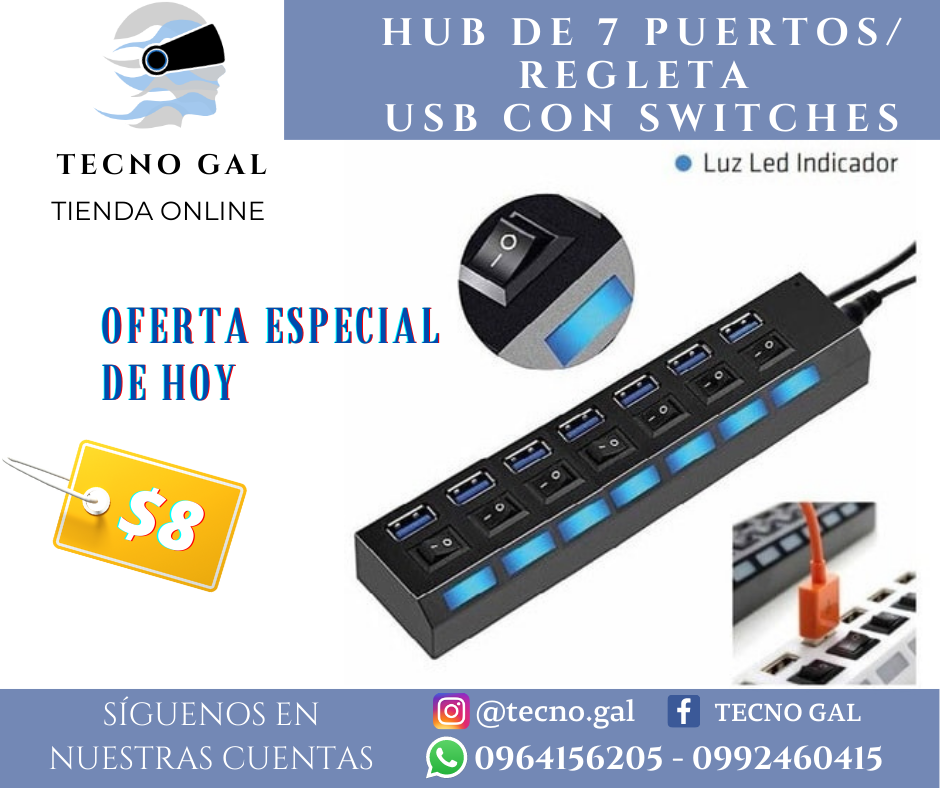 HUB DE 7 PUERTOS/
REGLETA
USB CON SWITCHES
TECNO GAL
TIENDA ONLINE
Luz Led Indicador
OFERTA ESPECIAL
DE HOY
$8
SÍGUENOS EN
NUESTRAS CUENTAS
@tecno.gal
TECNO GAL
0964156205 - 0992460415